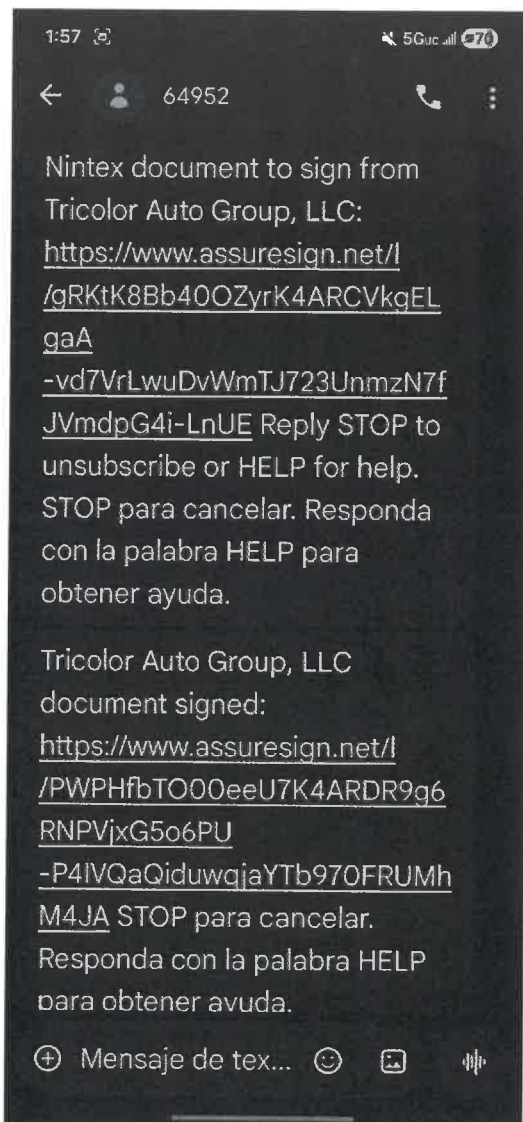 1:57 5Guc 70
64952
Nintex document to sign from
Tricolor Auto Group, LLC:
https://www.assuresign.net/l
/gRKtK8Bb40OZyrK4ARCVkgEL
gaA
-vd7VrLwuDvWmTJ723UnmzN7f
JVmdpG4i-LnUE Reply STOP to
unsubscribe or HELP for help.
STOP para cancelar. Responda
con la palabra HELP para
obtener ayuda.
Tricolor Auto Group, LLC
document signed:
https://www.assuresign.net/l
/PWPHfbTO00eeU7K4ARDR9g6
RNPVjxG5o6PU
-P4lVQaQiduwqjaYTb970FRUMh
M4JA STOP para cancelar.
Responda con la palabra HELP
para obtener ayuda.
Mensaje de tex...